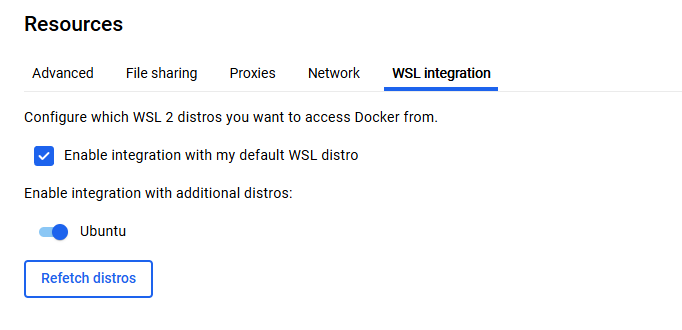 Resources
Advanced File sharing Proxies Network WSL integration
Configure which WSL 2 distros you want to access Docker from.
Enable integration with my default WSL distro
Enable integration with additional distros:
Ubuntu
Refetch distros